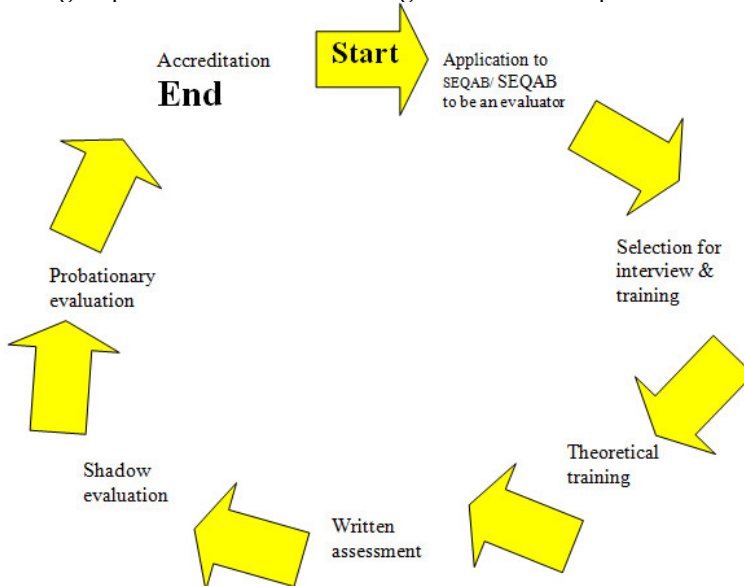 Start
Application to
SEQAB/ SEQAB
to be an evaluator
Selection for
interview &
training
Theoretical
training
Written
assessment
Shadow
evaluation
Probationary
evaluation
Accreditation
End